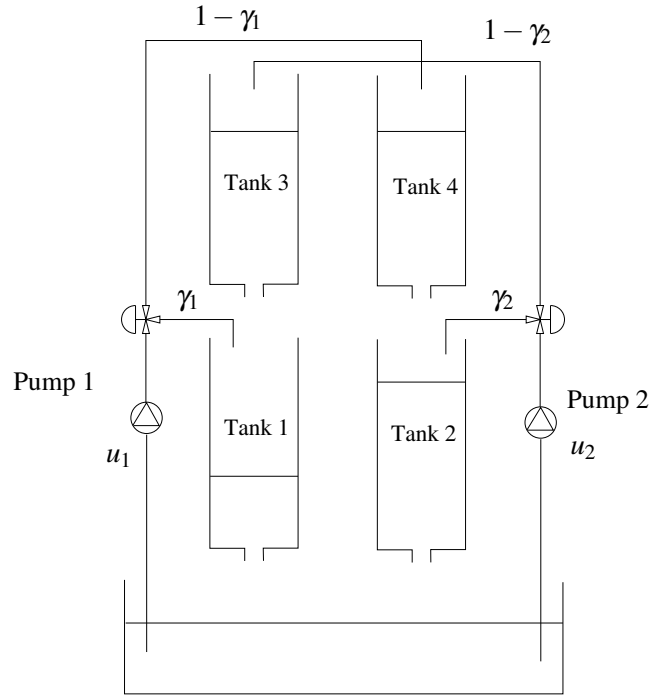 1 − γ₁
1 − γ₂
Tank 3
Tank 4
γ₁
γ₂
Pump 1
Tank 1
Tank 2
Pump 2
u₁
u₂